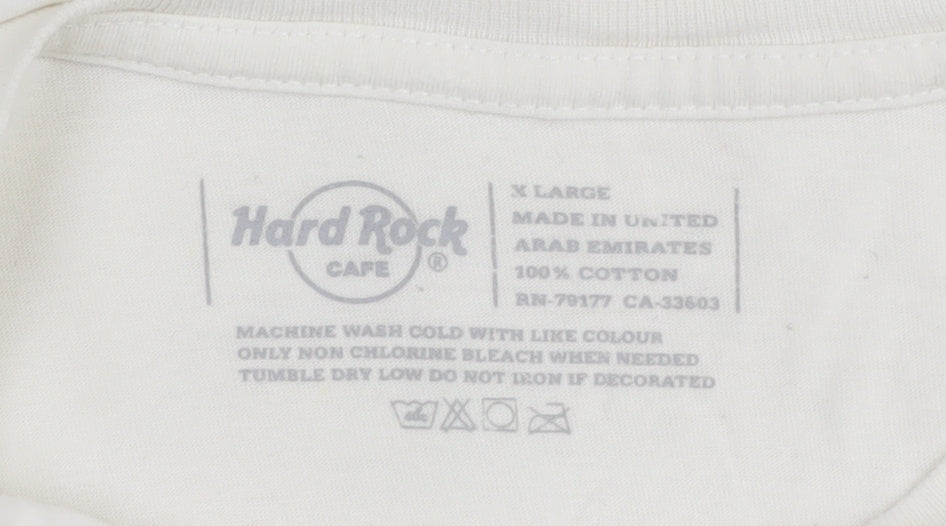 Hard Rock
CAFE
®
X LARGE
MADE IN UNITED
ARAB EMIRATES
100% COTTON
RN-79177 CA-33603
MACHINE WASH COLD WITH LIKE COLOUR
ONLY NON CHLORINE BLEACH WHEN NEEDED
TUMBLE DRY LOW DO NOT IRON IF DECORATED